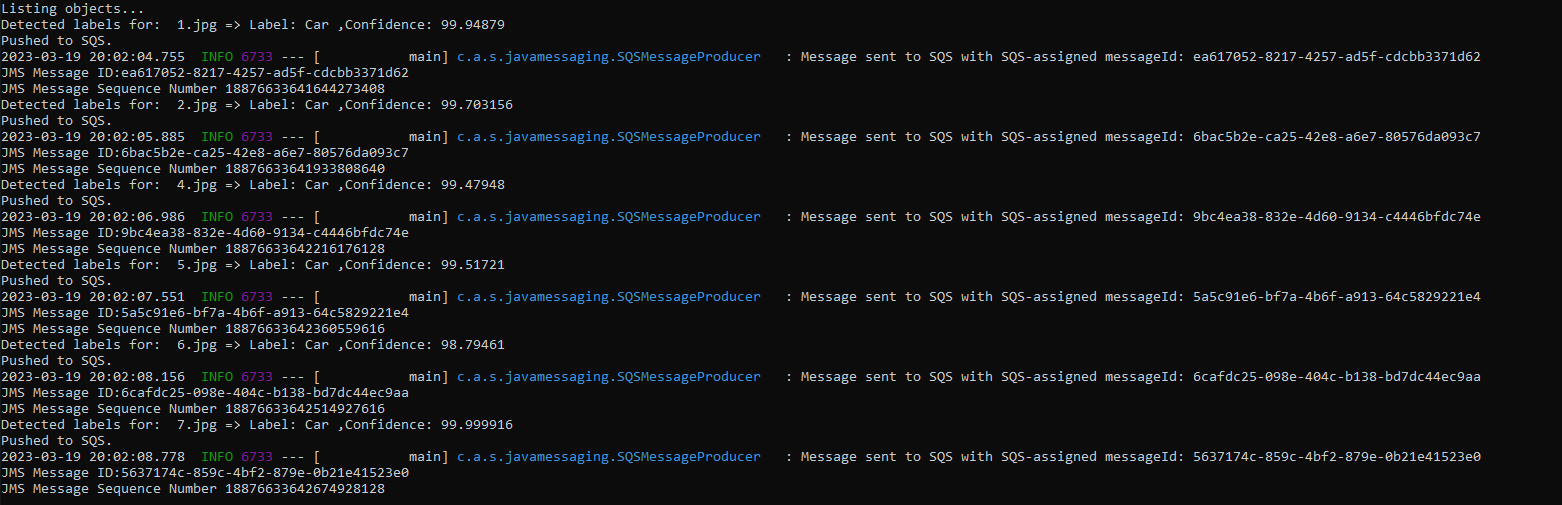 Listing objects...
Detected labels for:  1.jpg => Label: Car ,Confidence: 99.94879
Pushed to SQS.
2023-03-19 20:02:04.755  INFO 6733 --- [           main] c.a.s.javamessaging.SQSMessageProducer   : Message sent to SQS with SQS-assigned messageId: ea617052-8217-4257-ad5f-cdcbb3371d62
JMS Message ID:ea617052-8217-4257-ad5f-cdcbb3371d62
JMS Message Sequence Number 18876633641644273408
Detected labels for:  2.jpg => Label: Car ,Confidence: 99.703156
Pushed to SQS.
2023-03-19 20:02:05.885  INFO 6733 --- [           main] c.a.s.javamessaging.SQSMessageProducer   : Message sent to SQS with SQS-assigned messageId: 6bac5b2e-ca25-42e8-a6e7-80576da093c7
JMS Message ID:6bac5b2e-ca25-42e8-a6e7-80576da093c7
JMS Message Sequence Number 18876633641933808640
Detected labels for:  4.jpg => Label: Car ,Confidence: 99.47948
Pushed to SQS.
2023-03-19 20:02:06.986  INFO 6733 --- [           main] c.a.s.javamessaging.SQSMessageProducer   : Message sent to SQS with SQS-assigned messageId: 9bc4ea38-832e-4d60-9134-c4446bfdc74e
JMS Message ID:9bc4ea38-832e-4d60-9134-c4446bfdc74e
JMS Message Sequence Number 18876633642216176128
Detected labels for:  5.jpg => Label: Car ,Confidence: 99.51721
Pushed to SQS.
2023-03-19 20:02:07.551  INFO 6733 --- [           main] c.a.s.javamessaging.SQSMessageProducer   : Message sent to SQS with SQS-assigned messageId: 5a5c91e6-bf7a-4b6f-a913-64c5829221e4
JMS Message ID:5a5c91e6-bf7a-4b6f-a913-64c5829221e4
JMS Message Sequence Number 18876633642360559616
Detected labels for:  6.jpg => Label: Car ,Confidence: 98.79461
Pushed to SQS.
2023-03-19 20:02:08.156  INFO 6733 --- [           main] c.a.s.javamessaging.SQSMessageProducer   : Message sent to SQS with SQS-assigned messageId: 6cafdc25-098e-404c-b138-bd7dc44ec9aa
JMS Message ID:6cafdc25-098e-404c-b138-bd7dc44ec9aa
JMS Message Sequence Number 18876633642514927616
Detected labels for:  7.jpg => Label: Car ,Confidence: 99.999916
Pushed to SQS.
2023-03-19 20:02:08.778  INFO 6733 --- [           main] c.a.s.javamessaging.SQSMessageProducer   : Message sent to SQS with SQS-assigned messageId: 5637174c-859c-4bf2-879e-0b21e41523e0
JMS Message ID:5637174c-859c-4bf2-879e-0b21e41523e0
JMS Message Sequence Number 18876633642674928128